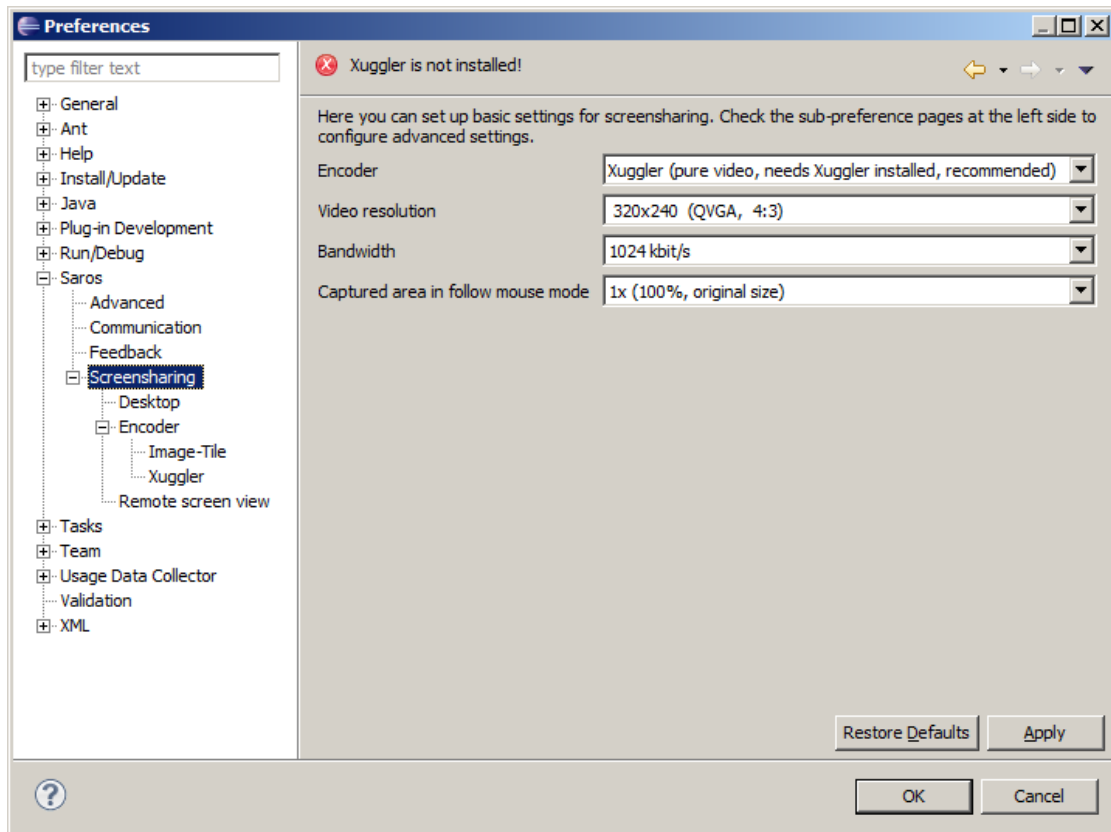 Preferences
type filter text
General
Ant
Help
Install/Update
Java
Plug-in Development
Run/Debug
Saros
Advanced
Communication
Feedback
Screensharing
Desktop
Encoder
Image-Tile
Xuggler
Remote screen view
Tasks
Team
Usage Data Collector
Validation
XML
Xuggler is not installed!
Here you can set up basic settings for screensharing. Check the sub-preference pages at the left side to
configure advanced settings.
Encoder Xuggler (pure video, needs Xuggler installed, recommended)
Video resolution 320x240 (QVGA, 4:3)
Bandwidth 1024 kbit/s
Captured area in follow mouse mode 1x (100%, original size)
Restore Defaults Apply
OK Cancel